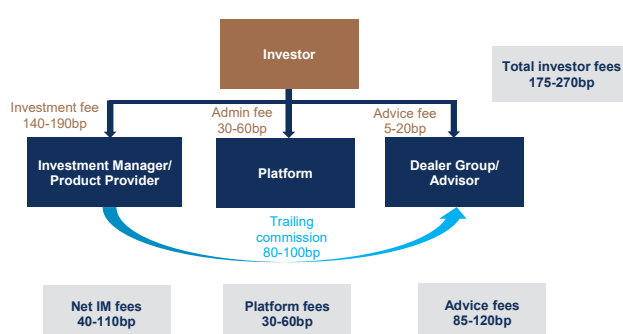 Investor
Total investor fees
175-270bp
Investment fee
140-190bp
Admin fee
30-60bp
Advice fee
5-20bp
Investment Manager/
Product Provider
Platform
Dealer Group/
Advisor
Trailing
commission
80-100bp
Net IM fees
40-110bp
Platform fees
30-60bp
Advice fees
85-120bp